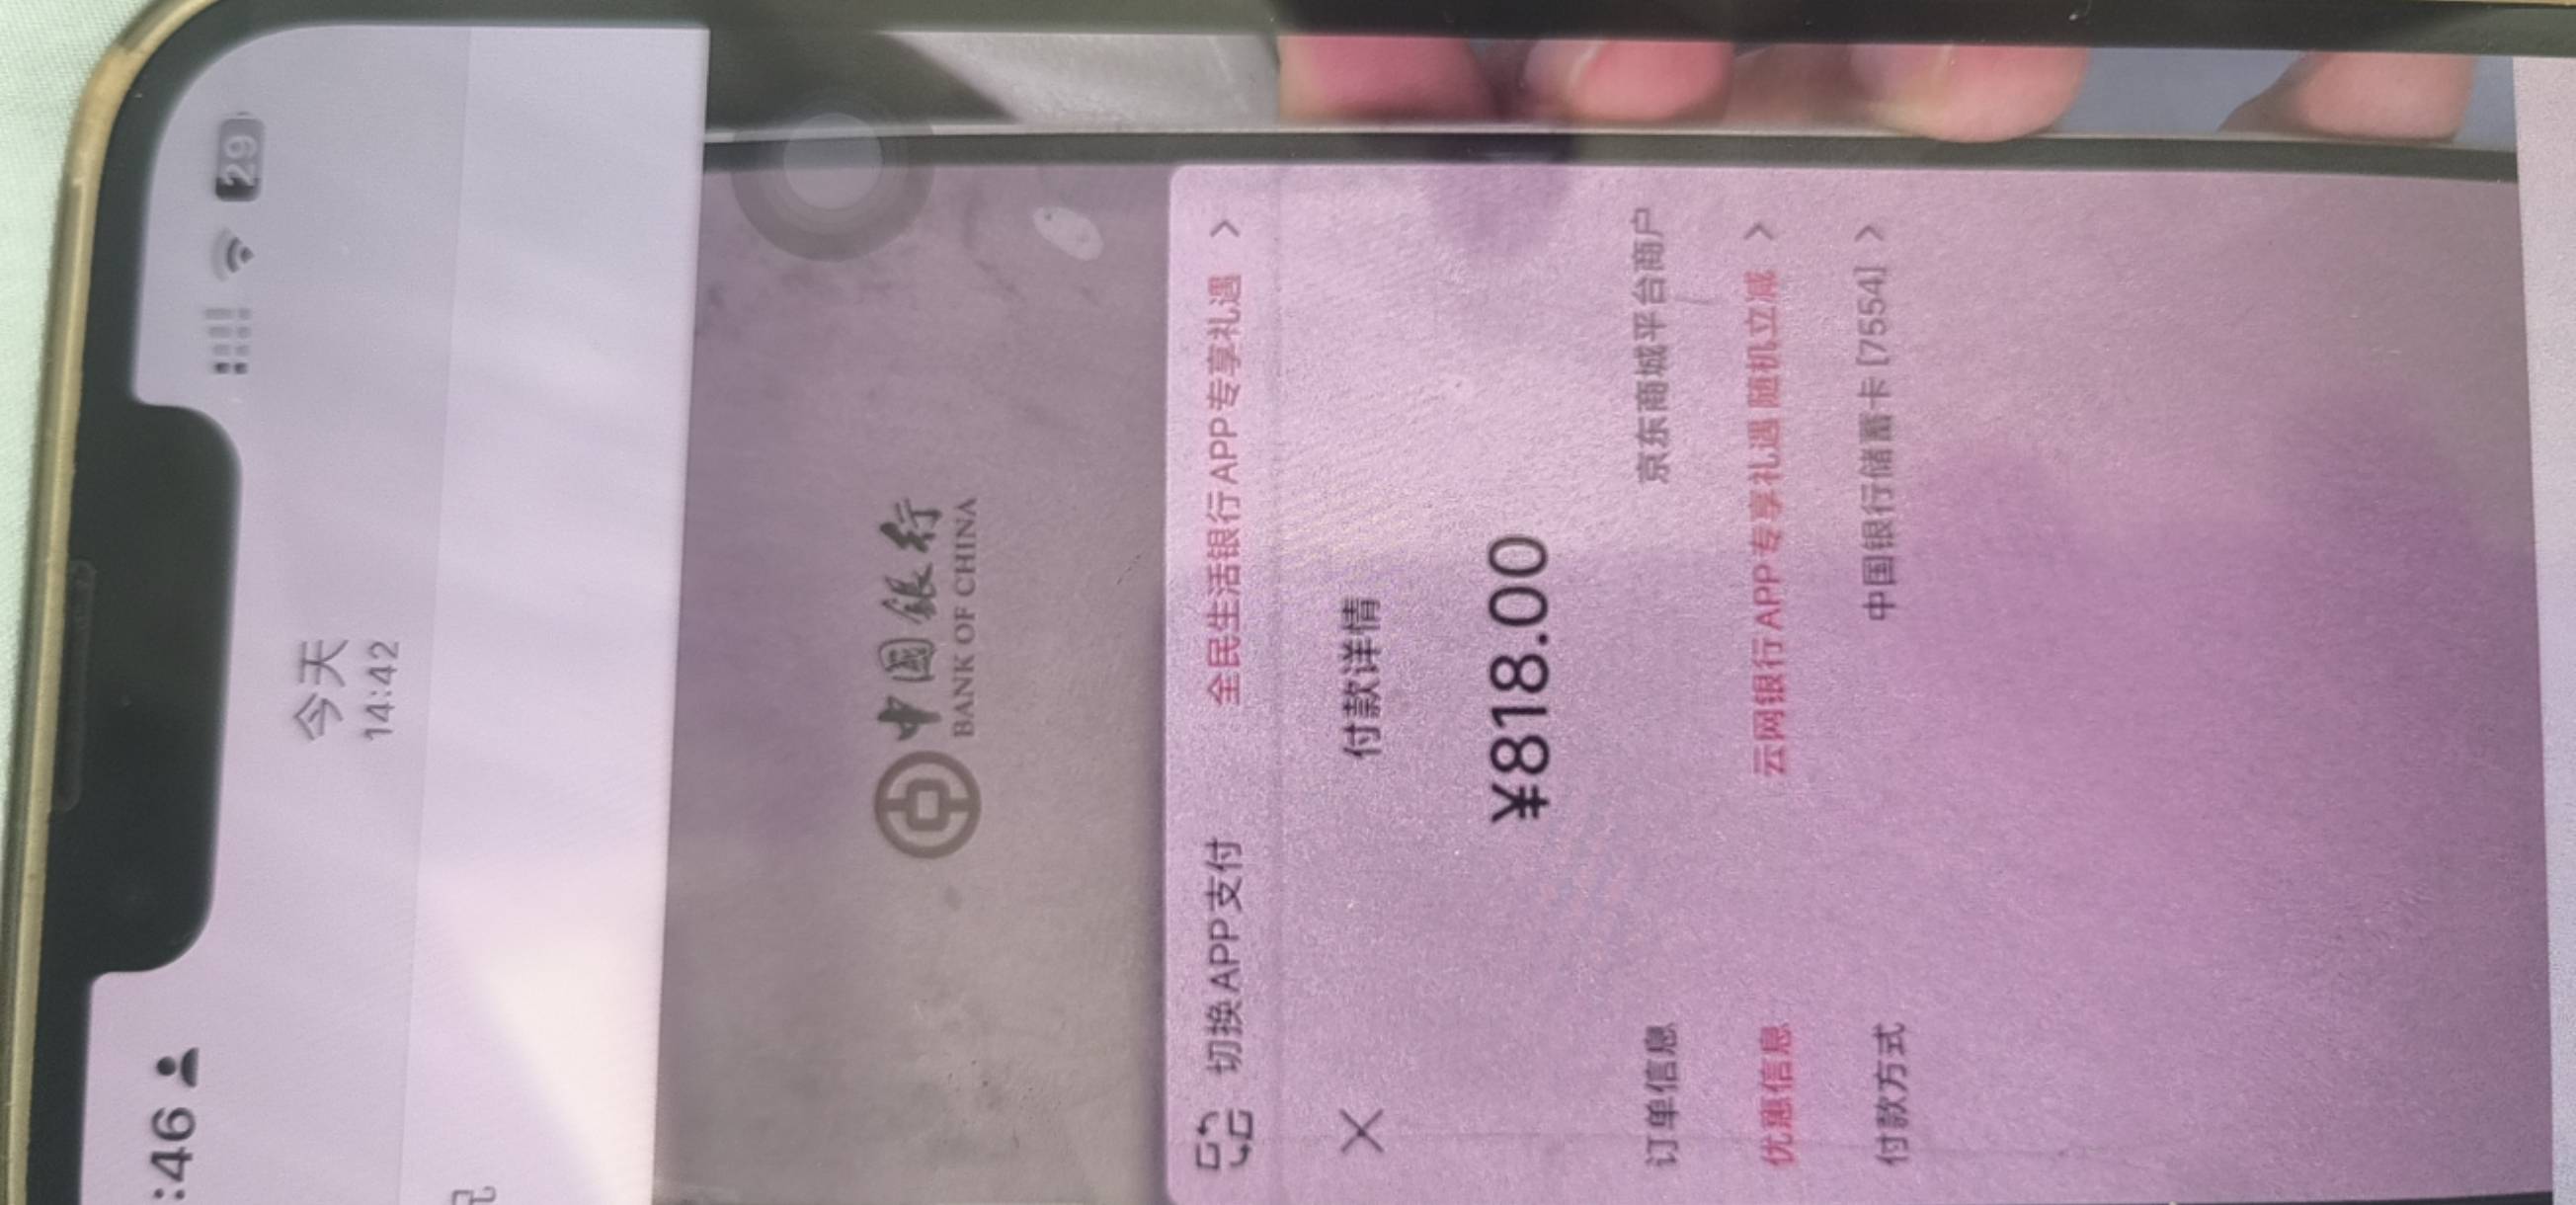 :46
29
今天
14:42
中国銀行
BANK OF CHINA
切换APP支付 全民生活银行APP专享礼遇 >
× 付款详情
¥818.00
订单信息 京东商城平台商户
优惠信息 云网银行APP专享礼遇 随机立减 >
付款方式 中国银行储蓄卡 [7554] >